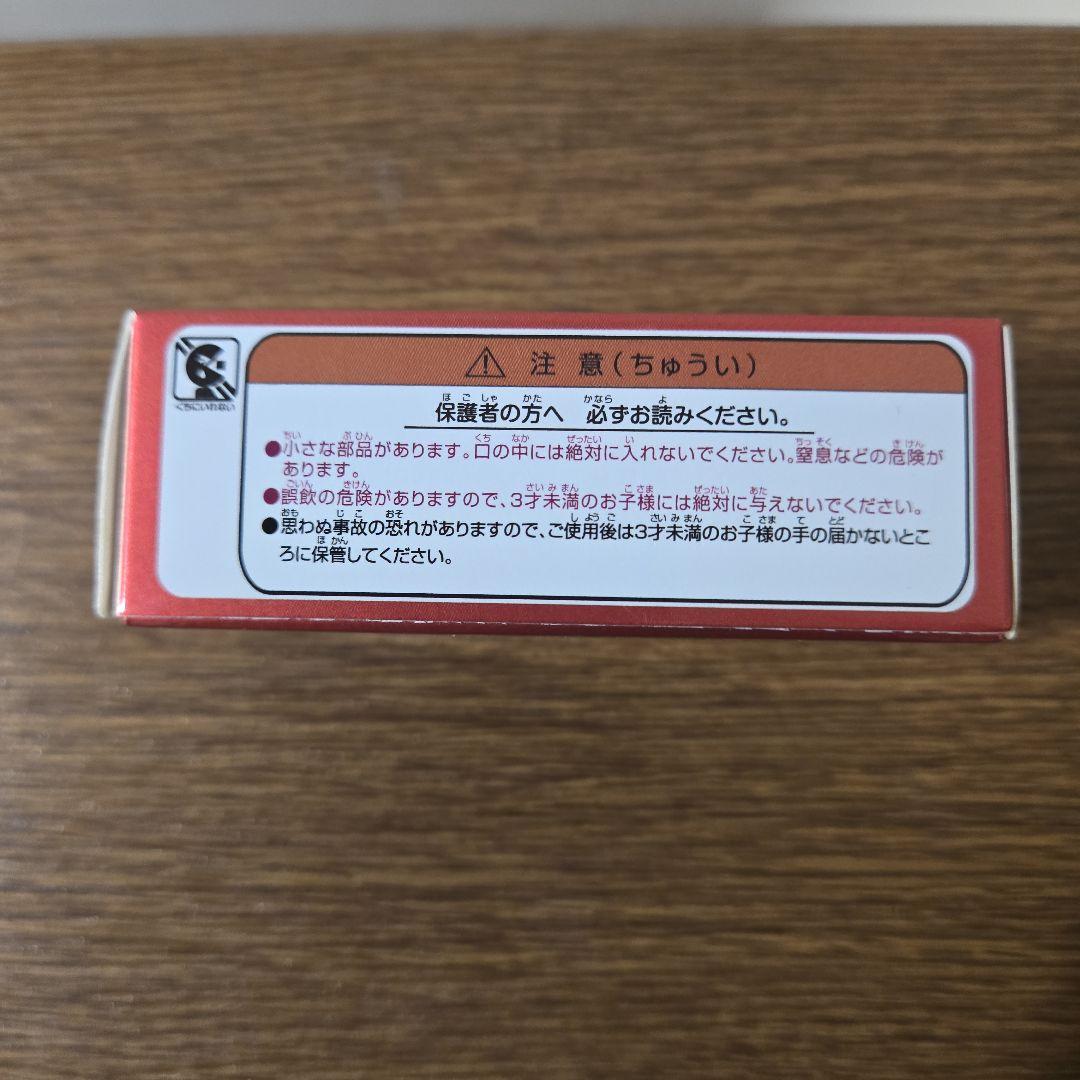 注意(ちゅうい)
くちにいれない
保護者の方へ 必ずお読みください。
●小さな部品があります。口の中には絶対に入れないでください。窒息などの危険が
あります。
●誤飲の危険がありますので、3才未満のお子様には絶対に与えないでください。
●思わぬ事故の恐れがありますので、ご使用後は3才未満のお子様の手の届かないとこ
ろに保管してください。